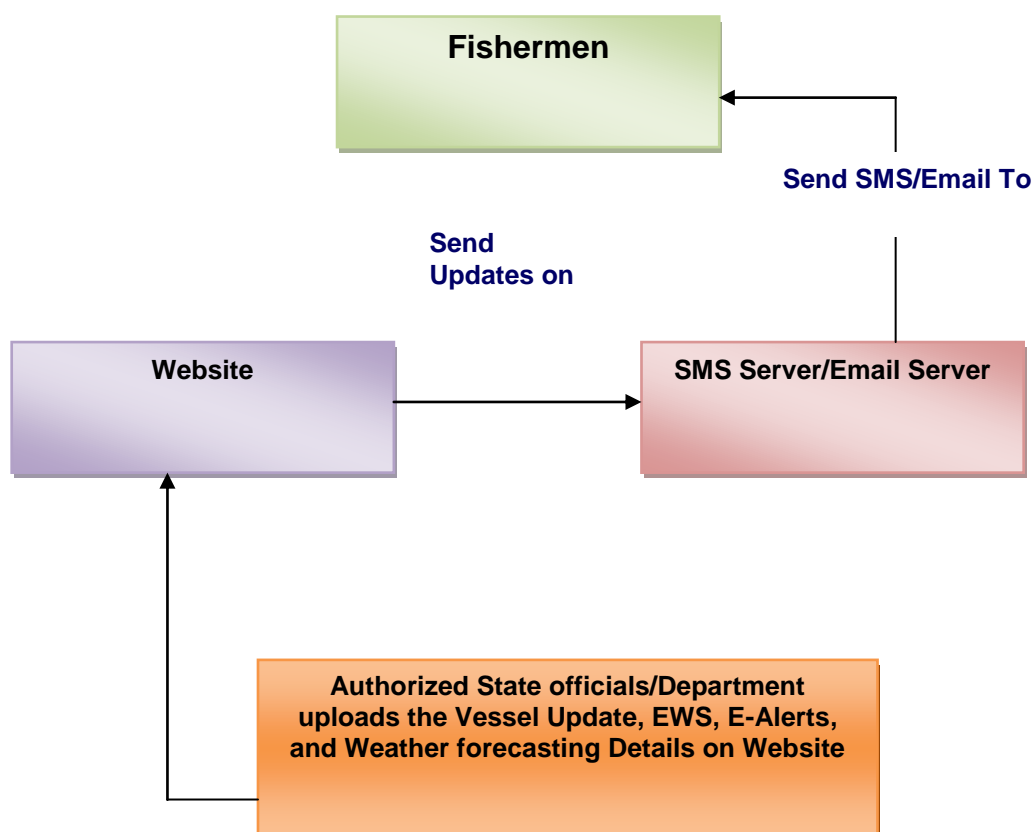 Fishermen
Send SMS/Email To
Send
Updates on
Website
SMS Server/Email Server
Authorized State officials/Department
uploads the Vessel Update, EWS, E-Alerts,
and Weather forecasting Details on Website